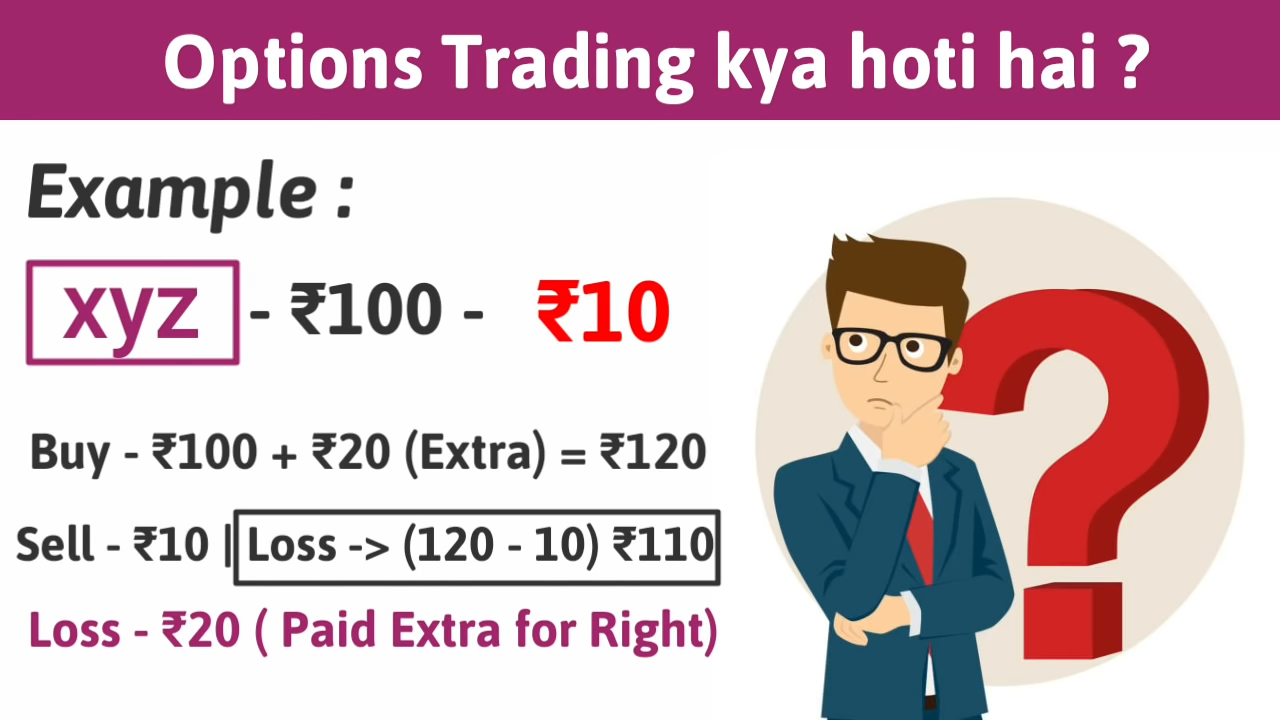 Options Trading kya hoti hai ?
Example :
xyz - ₹100 - ₹10
Buy - ₹100 + ₹20 (Extra) = ₹120
Sell - ₹10 | Loss -> (120 - 10) ₹110
Loss - ₹20 ( Paid Extra for Right)